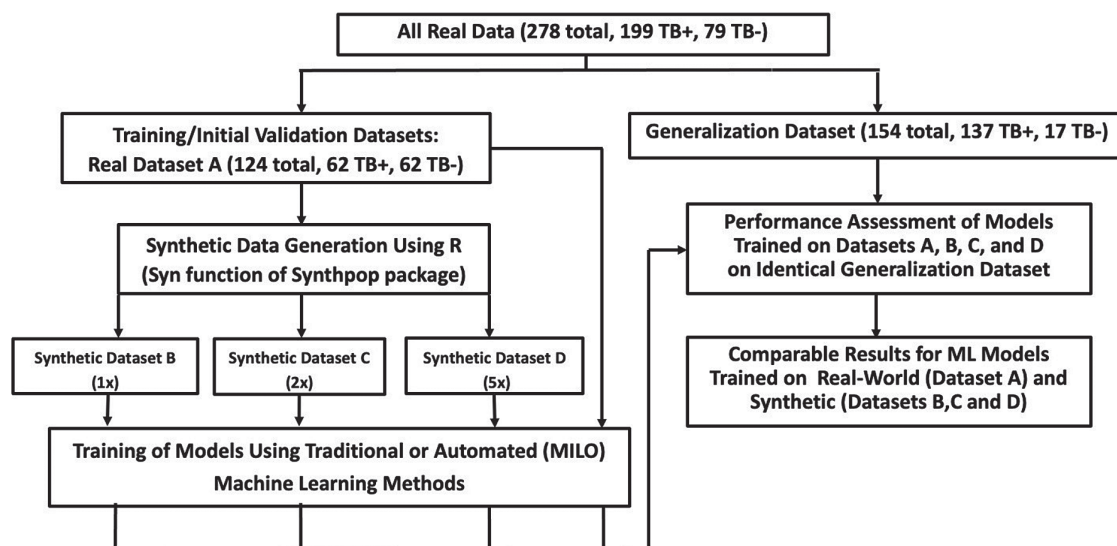 All Real Data (278 total, 199 TB+, 79 TB-)
Training/Initial Validation Datasets:
Real Dataset A (124 total, 62 TB+, 62 TB-)
Generalization Dataset (154 total, 137 TB+, 17 TB-)
Synthetic Data Generation Using R
(Syn function of Synthpop package)
Performance Assessment of Models
Trained on Datasets A, B, C, and D
on Identical Generalization Dataset
Synthetic Dataset B
(1x)
Synthetic Dataset C
(2x)
Synthetic Dataset D
(5x)
Comparable Results for ML Models
Trained on Real-World (Dataset A) and
Synthetic (Datasets B,C and D)
Training of Models Using Traditional or Automated (MILO)
Machine Learning Methods